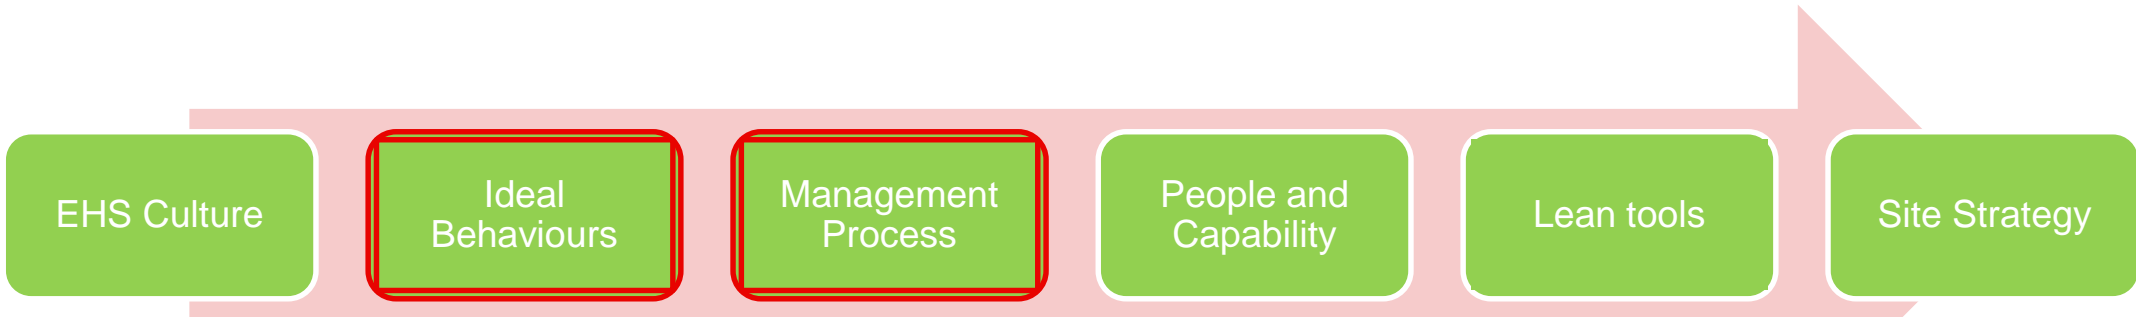 EHS Culture
Ideal
Behaviours
Management
Process
People and
Capability
Lean tools
Site Strategy